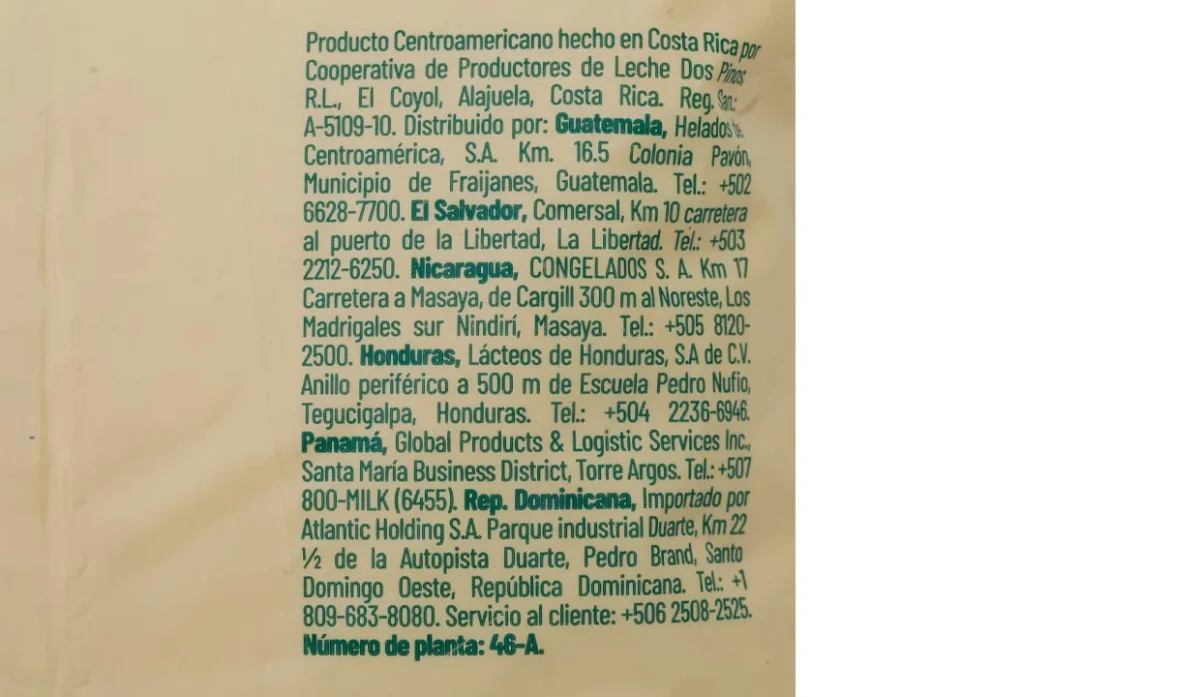 Producto Centroamericano hecho en Costa Rica por
Cooperativa de Productores de Leche Dos Pinos
R.L., El Coyol, Alajuela, Costa Rica. Reg. San.:
A-5109-10. Distribuido por: Guatemala, Helados de
Centroamérica, S.A. Km. 16.5 Colonia Pavón,
Municipio de Fraijanes, Guatemala. Tel.: +502
6628-7700. El Salvador, Comersal, Km 10 carretera
al puerto de la Libertad, La Libertad. Tel.: +503
2212-6250. Nicaragua, CONGELADOS S. A. Km 17
Carretera a Masaya, de Cargill 300 m al Noreste, Los
Madrigales sur Nindirí, Masaya. Tel.: +505 8120-
2500. Honduras, Lácteos de Honduras, S.A de C.V.
Anillo periférico a 500 m de Escuela Pedro Nufio,
Tegucigalpa, Honduras. Tel.: +504 2236-6946.
Panamá, Global Products & Logistic Services Inc.,
Santa María Business District, Torre Argos. Tel.: +507
800-MILK (6455). Rep. Dominicana, Importado por
Atlantic Holding S.A. Parque industrial Duarte, Km 22
½ de la Autopista Duarte, Pedro Brand, Santo
Domingo Oeste, República Dominicana. Tel.: +1
809-683-8080. Servicio al cliente: +506 2508-2525.
Número de planta: 46-A.